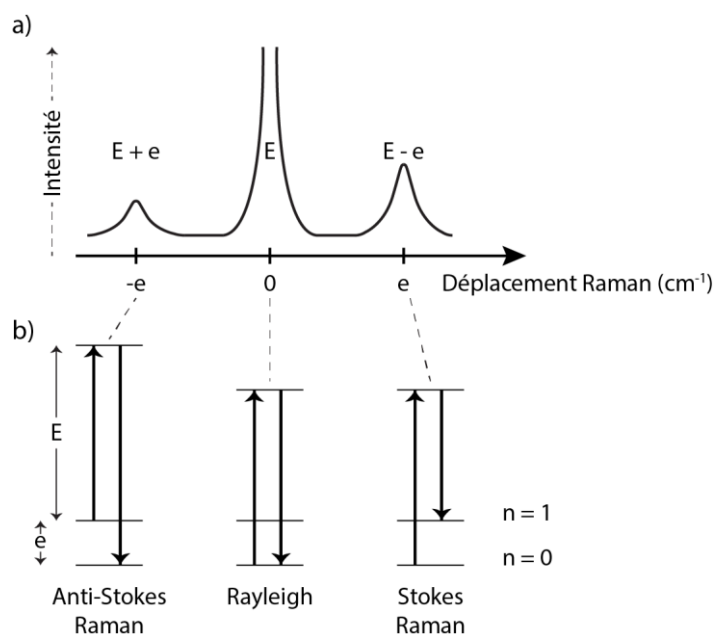 a)
Intensité
E + e
E
E - e
-e
0
e
Déplacement Raman (cm⁻¹)
b)
E
e
n = 1
n = 0
Anti-Stokes
Raman
Rayleigh
Stokes
Raman